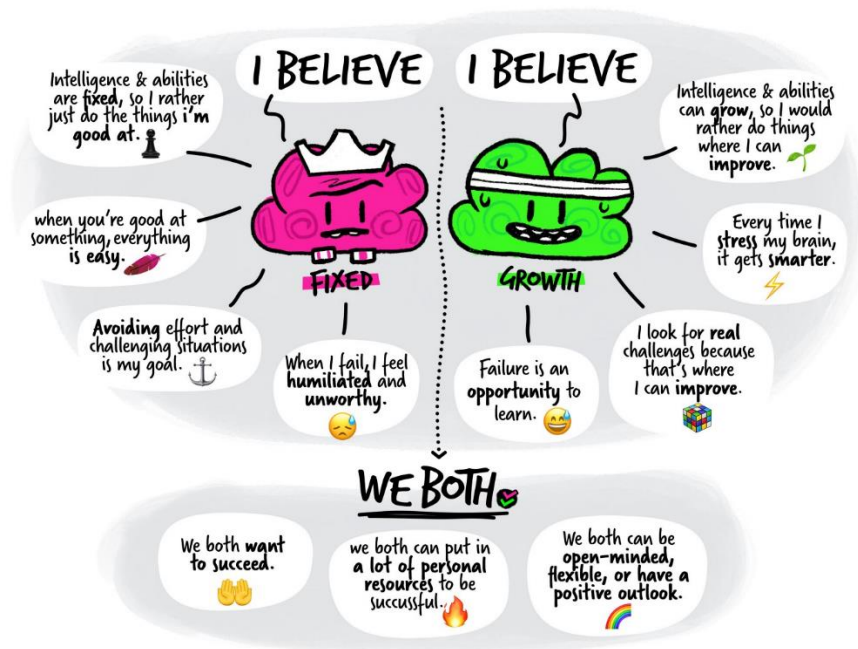 I BELIEVE
Intelligence & abilities
are fixed, so I rather
just do the things i'm
good at.
when you're good at
something, everything
is easy.
Avoiding effort and
challenging situations
is my goal.
When I fail, I feel
humiliated and
unworthy.
FIXED
I BELIEVE
Intelligence & abilities
can grow, so I would
rather do things
where I can
improve.
Every time I
stress my brain,
it gets smarter.
I look for real
challenges because
that's where
I can improve.
Failure is an
opportunity to
learn.
GROWTH
WE BOTH
We both want
to succeed.
we both can put in
a lot of personal
resources to be
succussful.
We both can be
open-minded,
flexible, or have a
positive outlook.